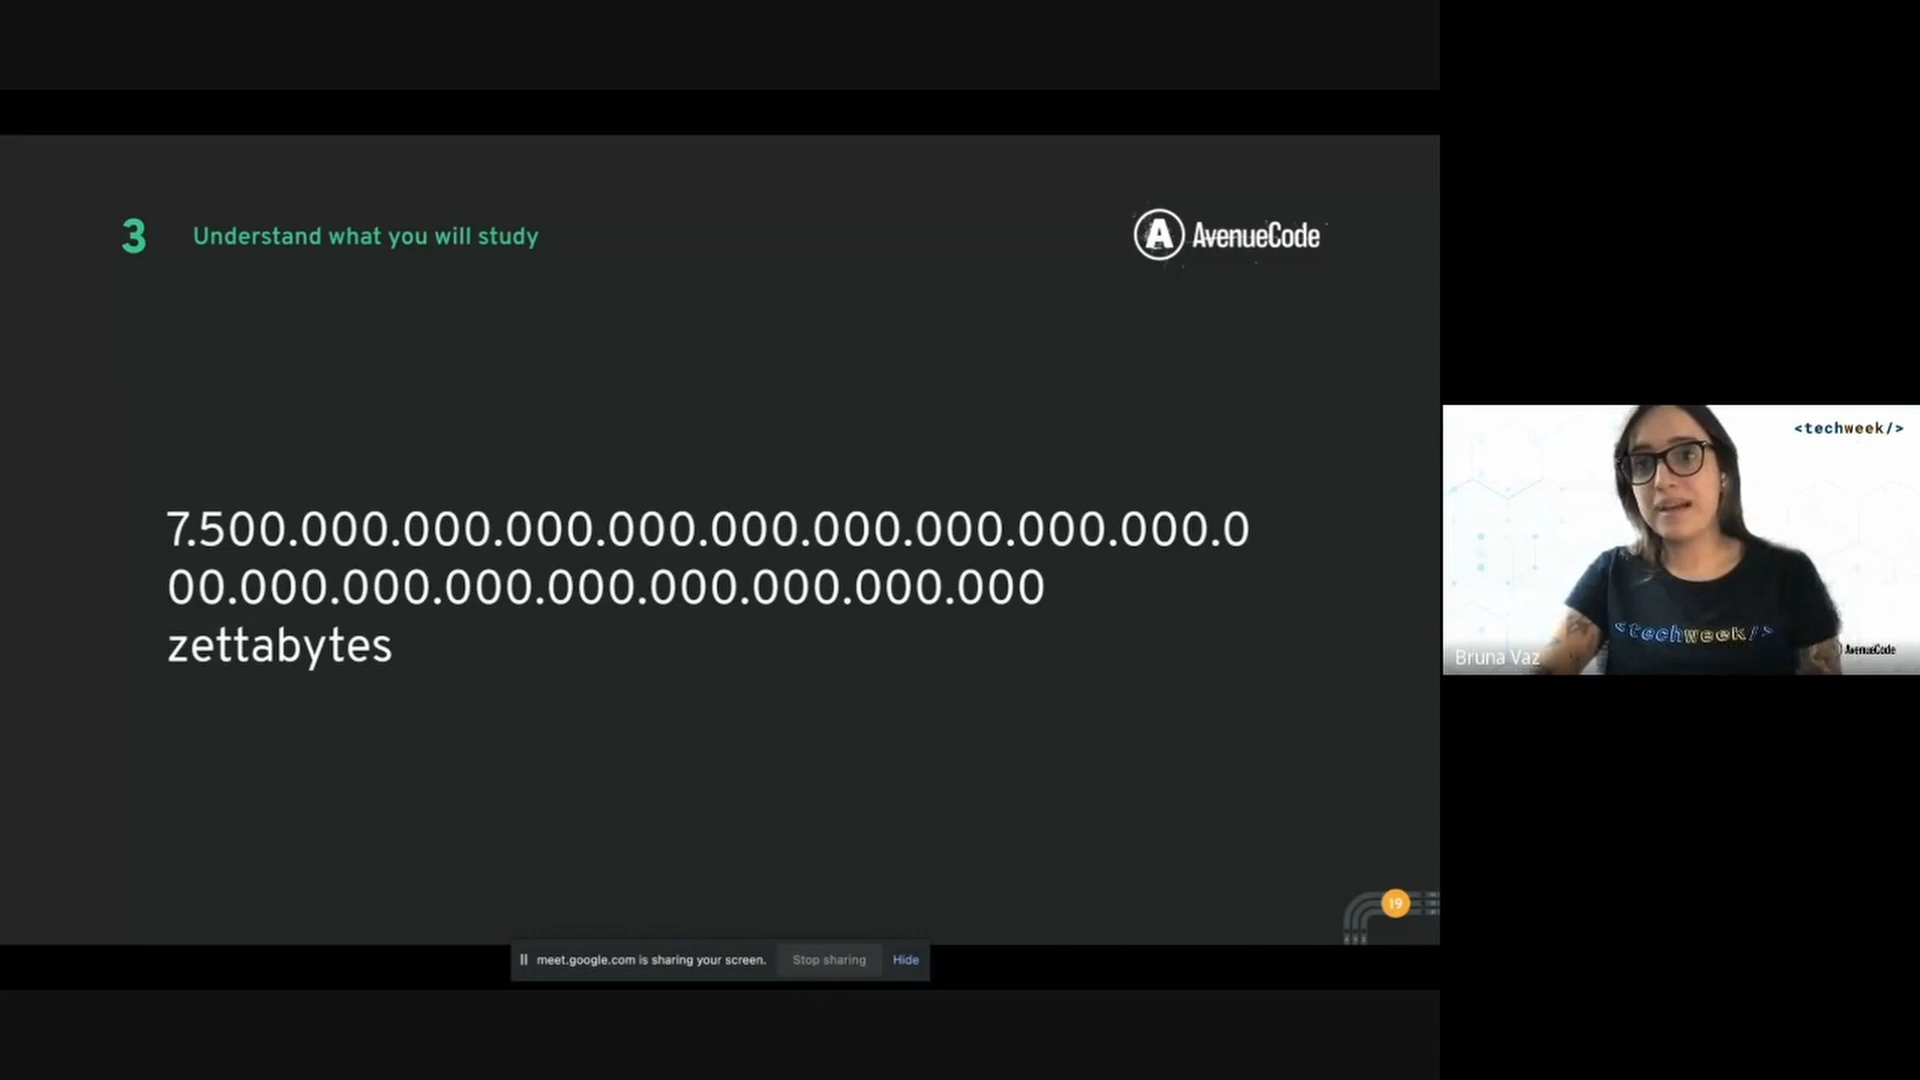 3 Understand what you will study
A AvenueCode
7.500.000.000.000.000.000.000.000.000.000.0
00.000.000.000.000.000.000.000.000
zettabytes
19
meet.google.com is sharing your screen. Stop sharing Hide
<techweek/>
<techweek/>
Bruna Vaz
AvenueCode